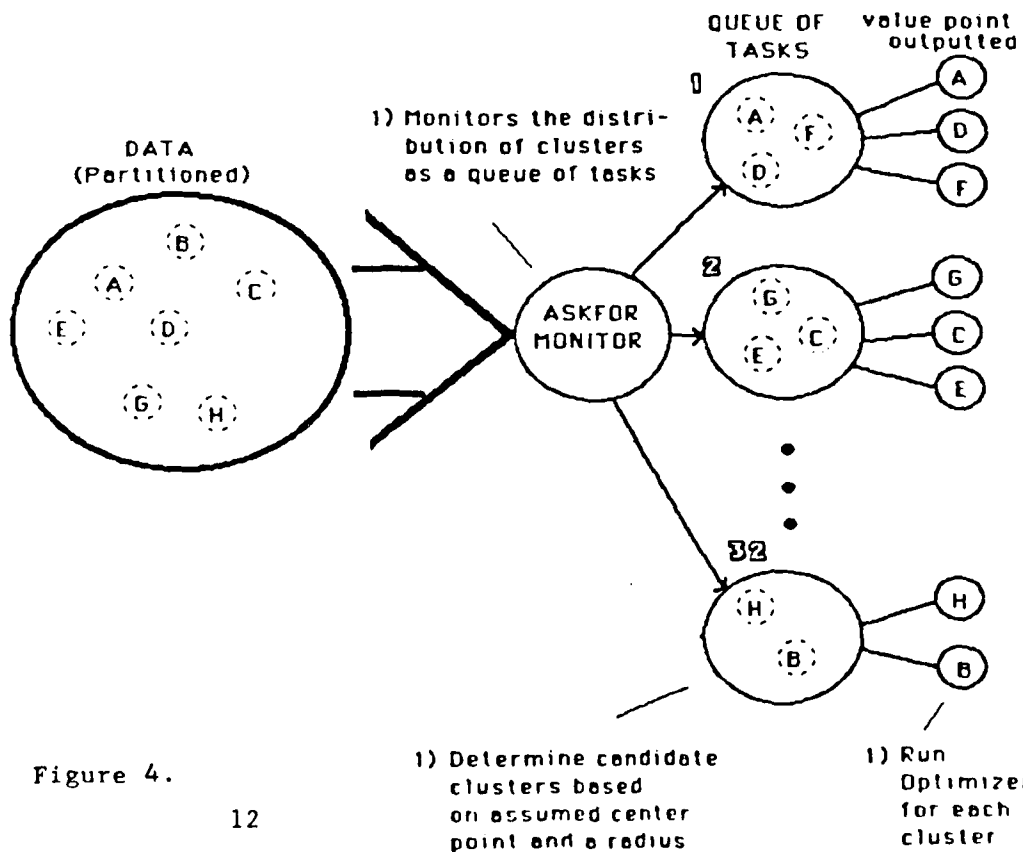 QUEUE OF
TASKS
value point
outputted
1) Monitors the distri-
bution of clusters
as a queue of tasks
DATA
(Partitioned)
B
A
C
E
D
G
H
ASKFOR
MONITOR
1
A
F
D
A
D
F
2
G
C
E
G
C
E
32
H
B
H
B
1) Determine candidate
clusters based
on assumed center
point and a radius
1) Run
Optimize
for each
cluster
Figure 4.
12